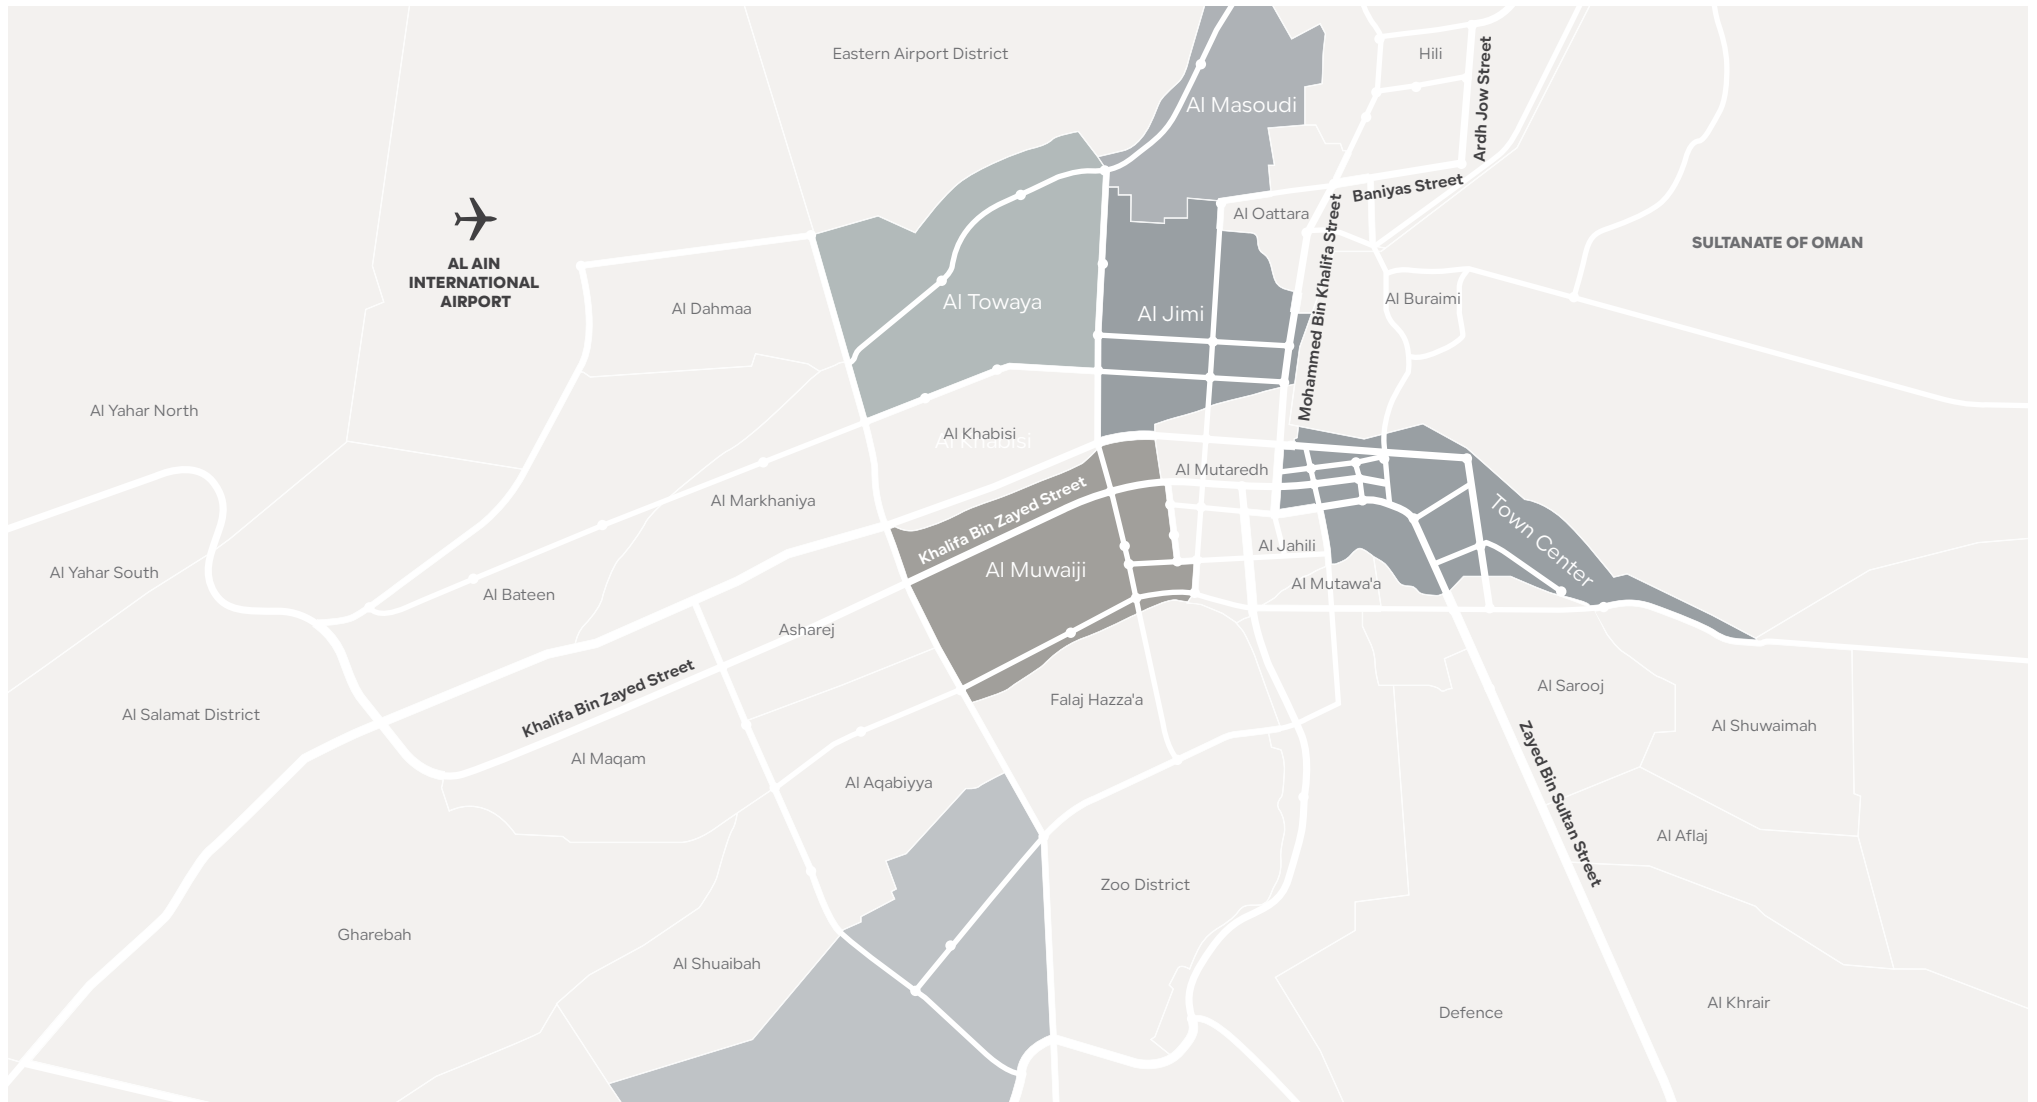 Eastern Airport District
Hili
Ardh Jow Street
Al Masoudi
Baniyas Street
Al Oattara
Mohammed Bin Khalifa Street
SULTANATE OF OMAN
AL AIN
INTERNATIONAL
AIRPORT
Al Dahmaa
Al Towaya
Al Jimi
Al Buraimi
Al Yahar North
Al Khabisi
Al Khabisi
Al Mutaredh
Al Markhaniya
Khalifa Bin Zayed Street
Town Center
Al Jahili
Al Yahar South
Al Muwaiji
Al Mutawa'a
Al Bateen
Asharej
Khalifa Bin Zayed Street
Falaj Hazza'a
Al Sarooj
Al Salamat District
Al Shuwaimah
Al Maqam
Zayed Bin Sultan Street
Al Aqabiyya
Al Aflaj
Zoo District
Gharebah
Al Shuaibah
Defence
Al Khrair